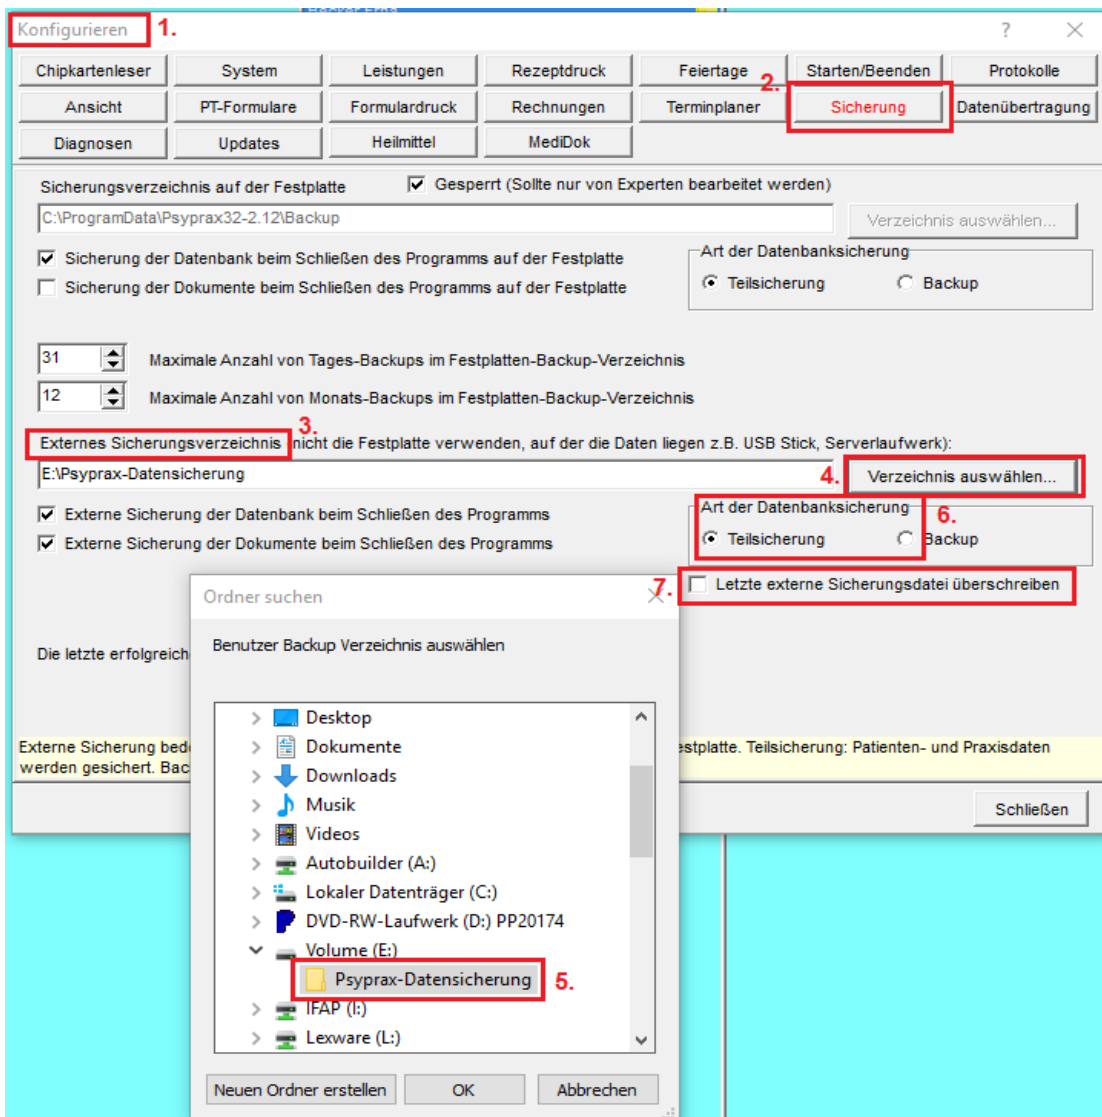 Becker Erna
Konfigurieren 1. ?
Chipkartenleser System Leistungen Rezeptdruck Feiertage 2. Starten/Beenden Protokolle
Ansicht PT-Formulare Formulardruck Rechnungen Terminplaner Sicherung Datenübertragung
Diagnosen Updates Heilmittel MediDok
Sicherungsverzeichnis auf der Festplatte Gesperrt (Sollte nur von Experten bearbeitet werden)
C:\ProgramData\Psyprax32-2.12\Backup Verzeichnis auswählen...
Sicherung der Datenbank beim Schließen des Programms auf der Festplatte Art der Datenbanksicherung
Sicherung der Dokumente beim Schließen des Programms auf der Festplatte Teilsicherung Backup
31 Maximale Anzahl von Tages-Backups im Festplatten-Backup-Verzeichnis
12 Maximale Anzahl von Monats-Backups im Festplatten-Backup-Verzeichnis
3.
Externes Sicherungsverzeichnis (nicht die Festplatte verwenden, auf der die Daten liegen z.B. USB Stick, Serverlaufwerk):
E:\Psyprax-Datensicherung 4. Verzeichnis auswählen...
Externe Sicherung der Datenbank beim Schließen des Programms Art der Datenbanksicherung 6.
Externe Sicherung der Dokumente beim Schließen des Programms Teilsicherung Backup
7. Letzte externe Sicherungsdatei überschreiben
Ordner suchen
Benutzer Backup Verzeichnis auswählen
Die letzte erfolgreich
Desktop
Dokumente
Externe Sicherung bed estplatte. Teilsicherung: Patienten- und Praxisdaten
werden gesichert. Bac
Downloads
Musik
Videos
Autobuilder (A:)
Lokaler Datenträger (C:)
DVD-RW-Laufwerk (D:) PP20174
Volume (E:)
Psyprax-Datensicherung 5.
IFAP (I:)
Lexware (L:)
Neuen Ordner erstellen OK Abbrechen
Schließen